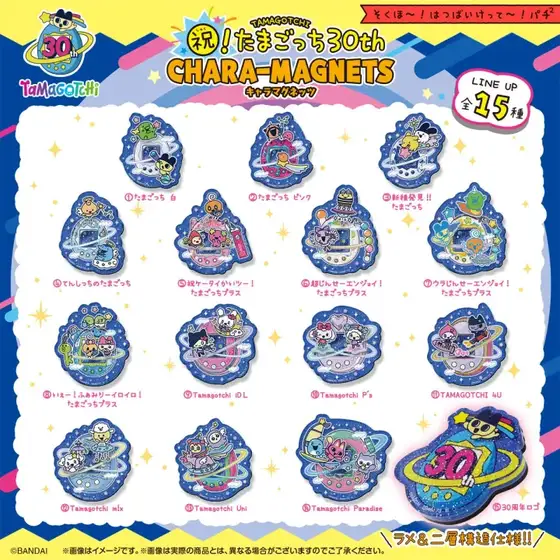 そくほ〜!はつばいけって〜!パチ²
30th
TaMaGoTCHi
TAMAGOTCHI
祝!たまごっち30th
CHARA-MAGNETS
キャラマグネッツ
LINE UP
全15種
①たまごっち 白
②たまごっち ピンク
③新種発見!!
たまごっち
④てんしっちのたまごっち
⑤祝ケータイかいツー!
たまごっちプラス
⑥超じんせーエンジョイ!
たまごっちプラス
⑦ウラじんせーエンジョイ!
たまごっちプラス
⑧いぇー!ふぁみりーイロイロ!
たまごっちプラス
⑨Tamagotchi iD L
⑩Tamagotchi P's
⑪TAMAGOTCHI 4U
⑫Tamagotchi mIx
⑬Tamagotchi Uni
⑭Tamagotchi Paradise
30th
⑮30周年ロゴ
ラメ&二層構造仕様!!
©BANDAI
※画像はイメージです。※画像は実際の商品とは、異なる場合がございますのでご了承ください。